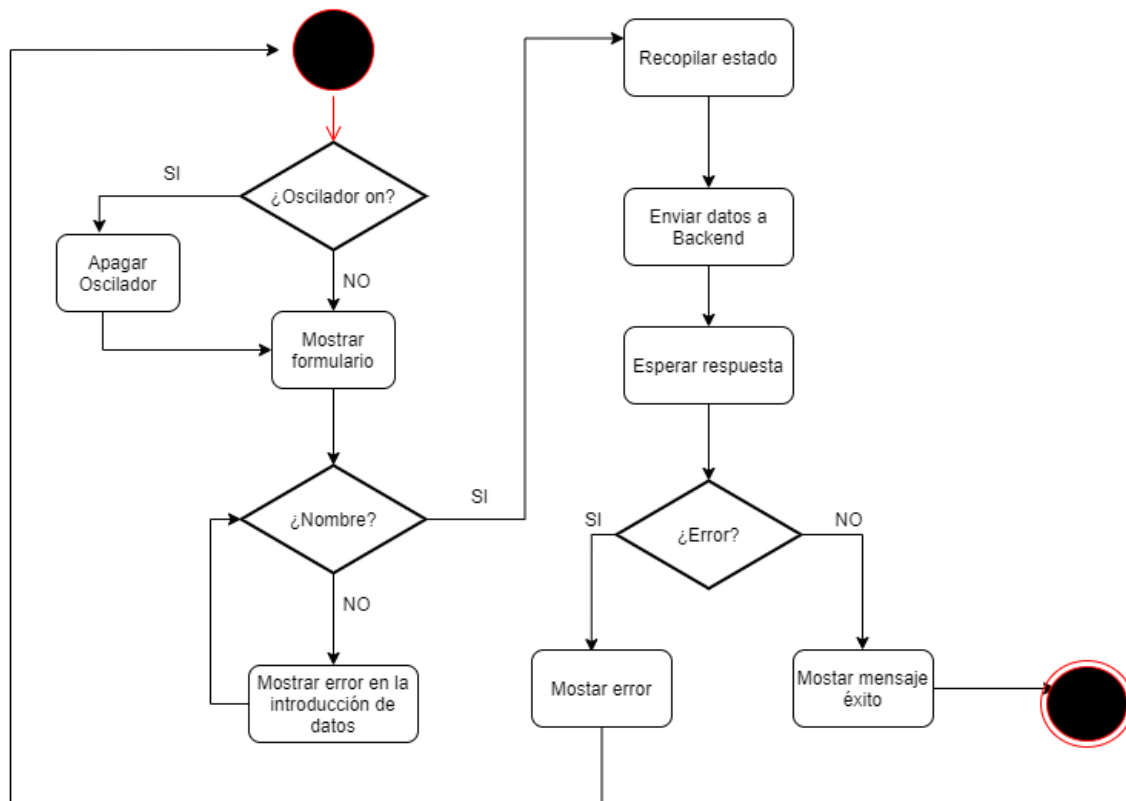 SI
¿Oscilador on?
Apagar
Oscilador
NO
Mostrar
formulario
¿Nombre?
SI
NO
Mostrar error en la
introducción de
datos
Recopilar estado
Enviar datos a
Backend
Esperar respuesta
SI
¿Error?
NO
Mostar error
Mostar mensaje
éxito